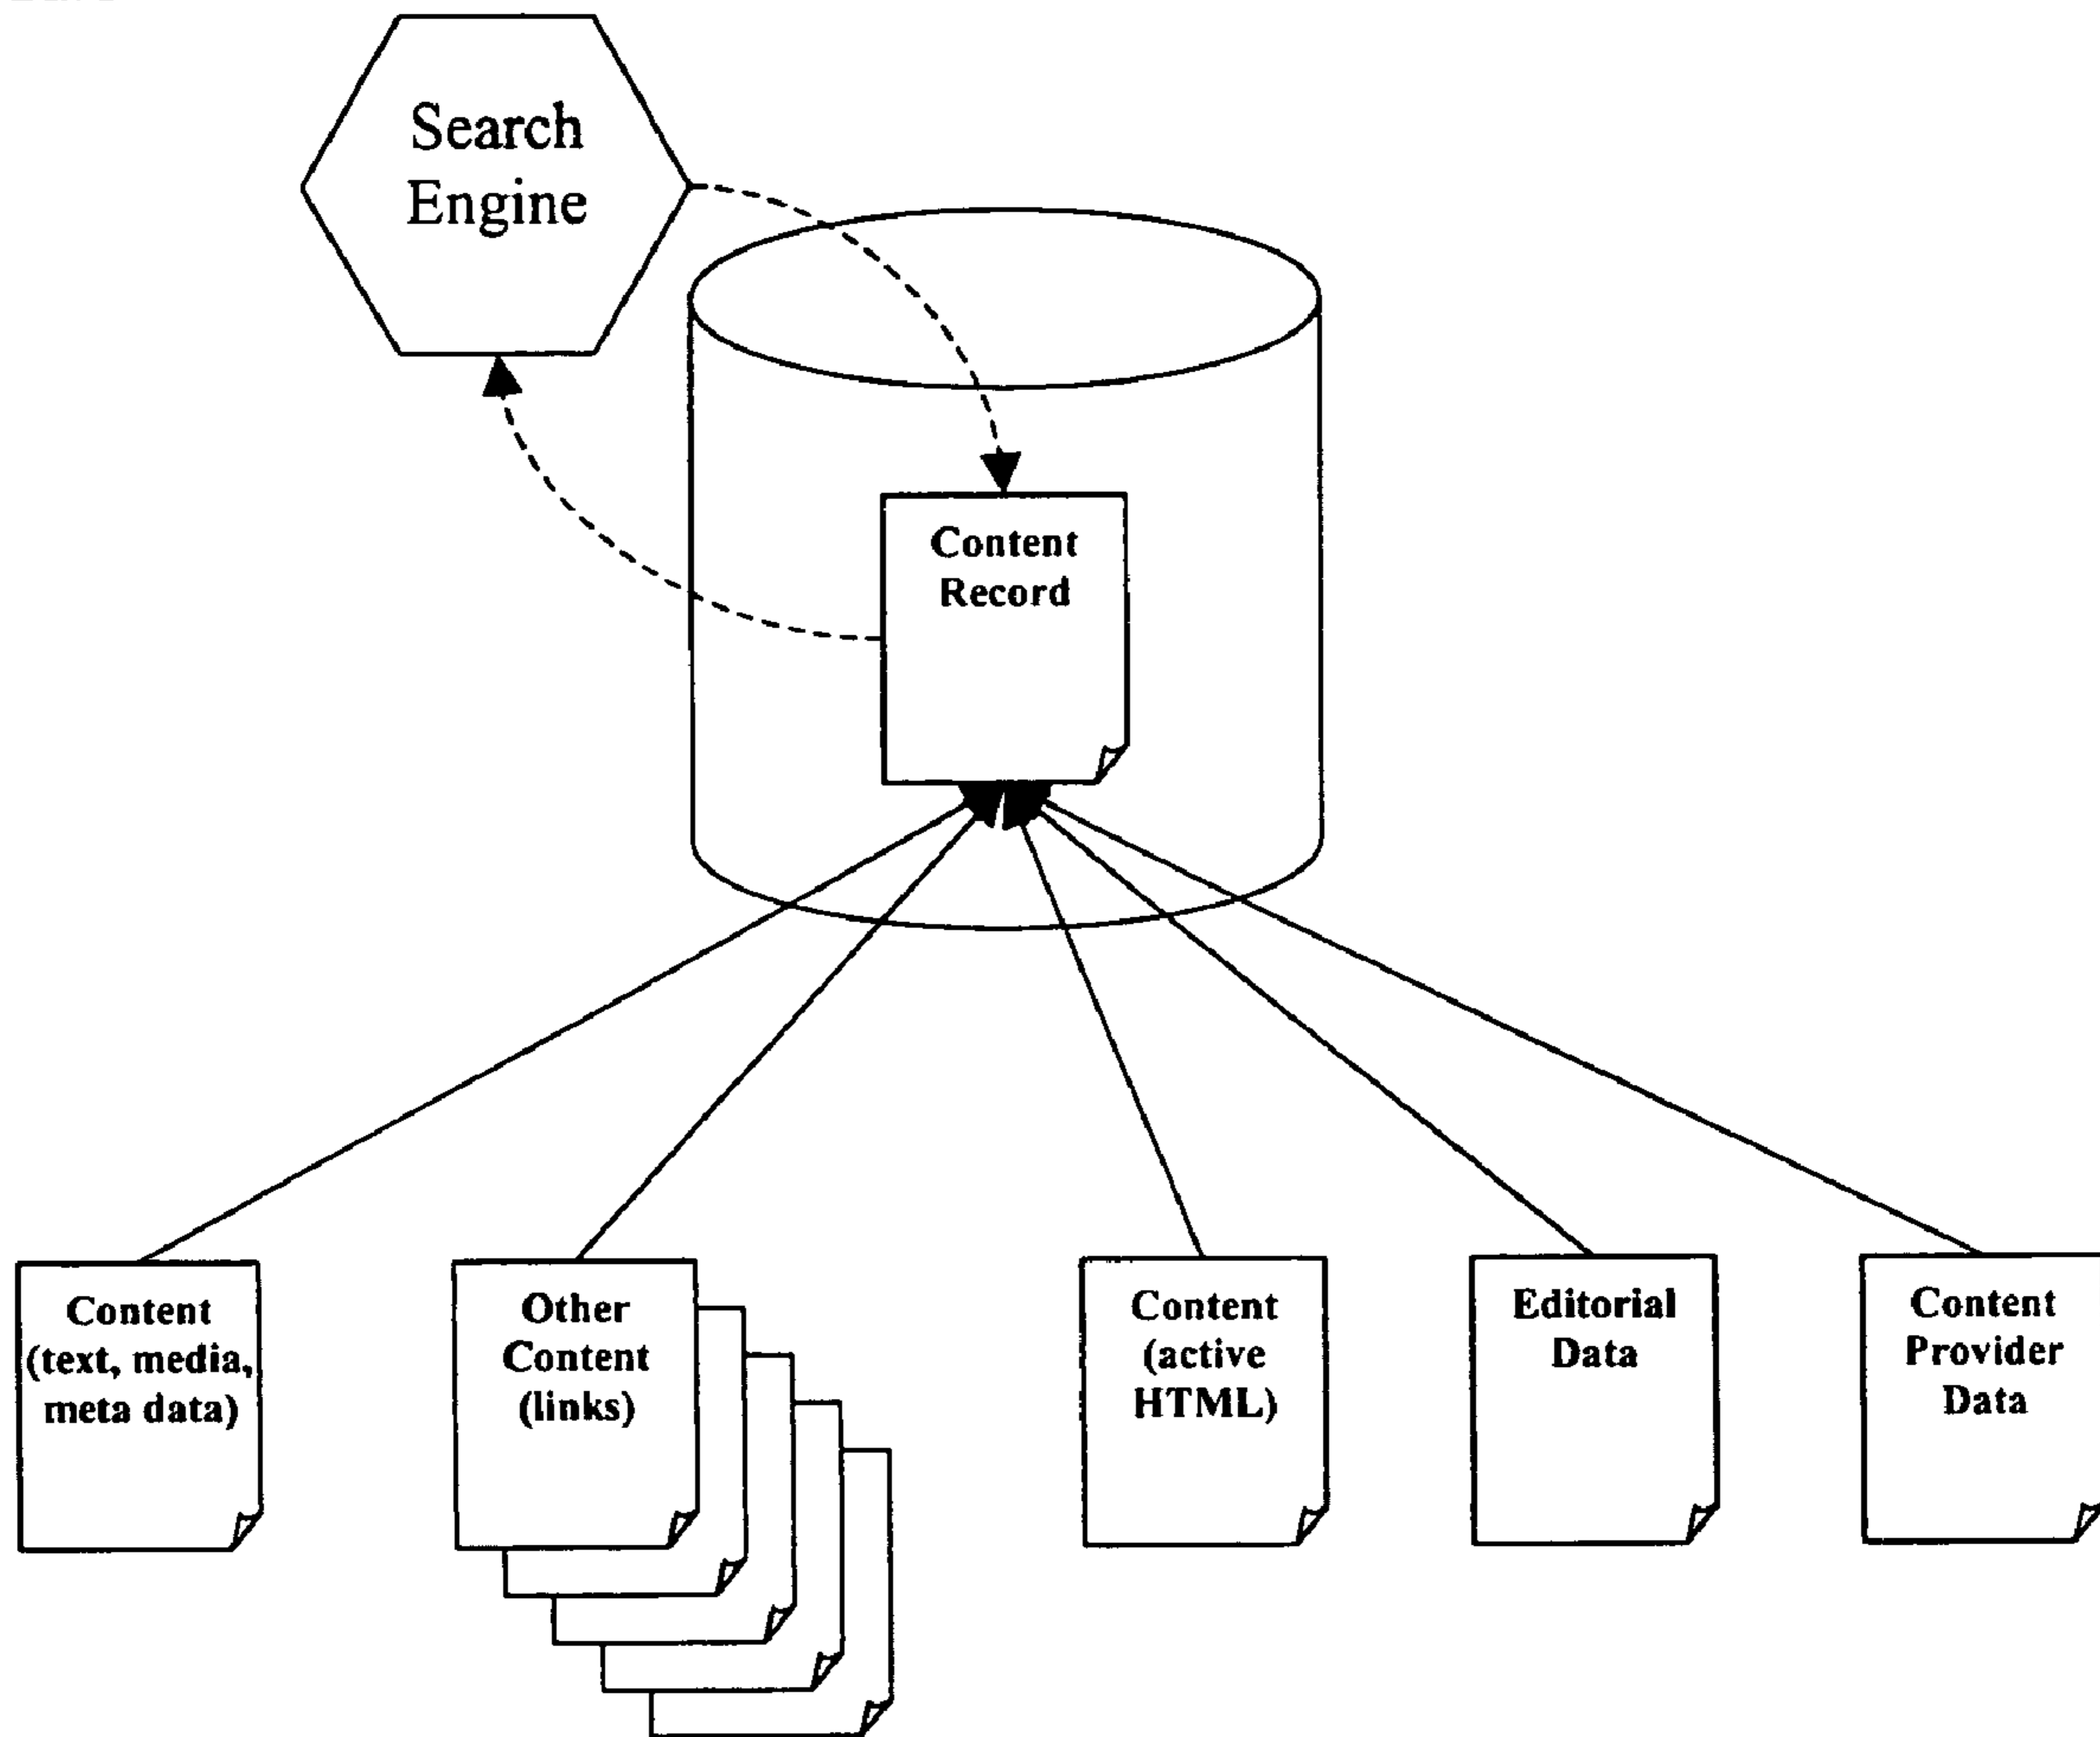 Search
Engine
Content
Record
Content
(text, media,
meta data)
Other
Content
(links)
Content
(active
HTML)
Editorial
Data
Content
Provider
Data